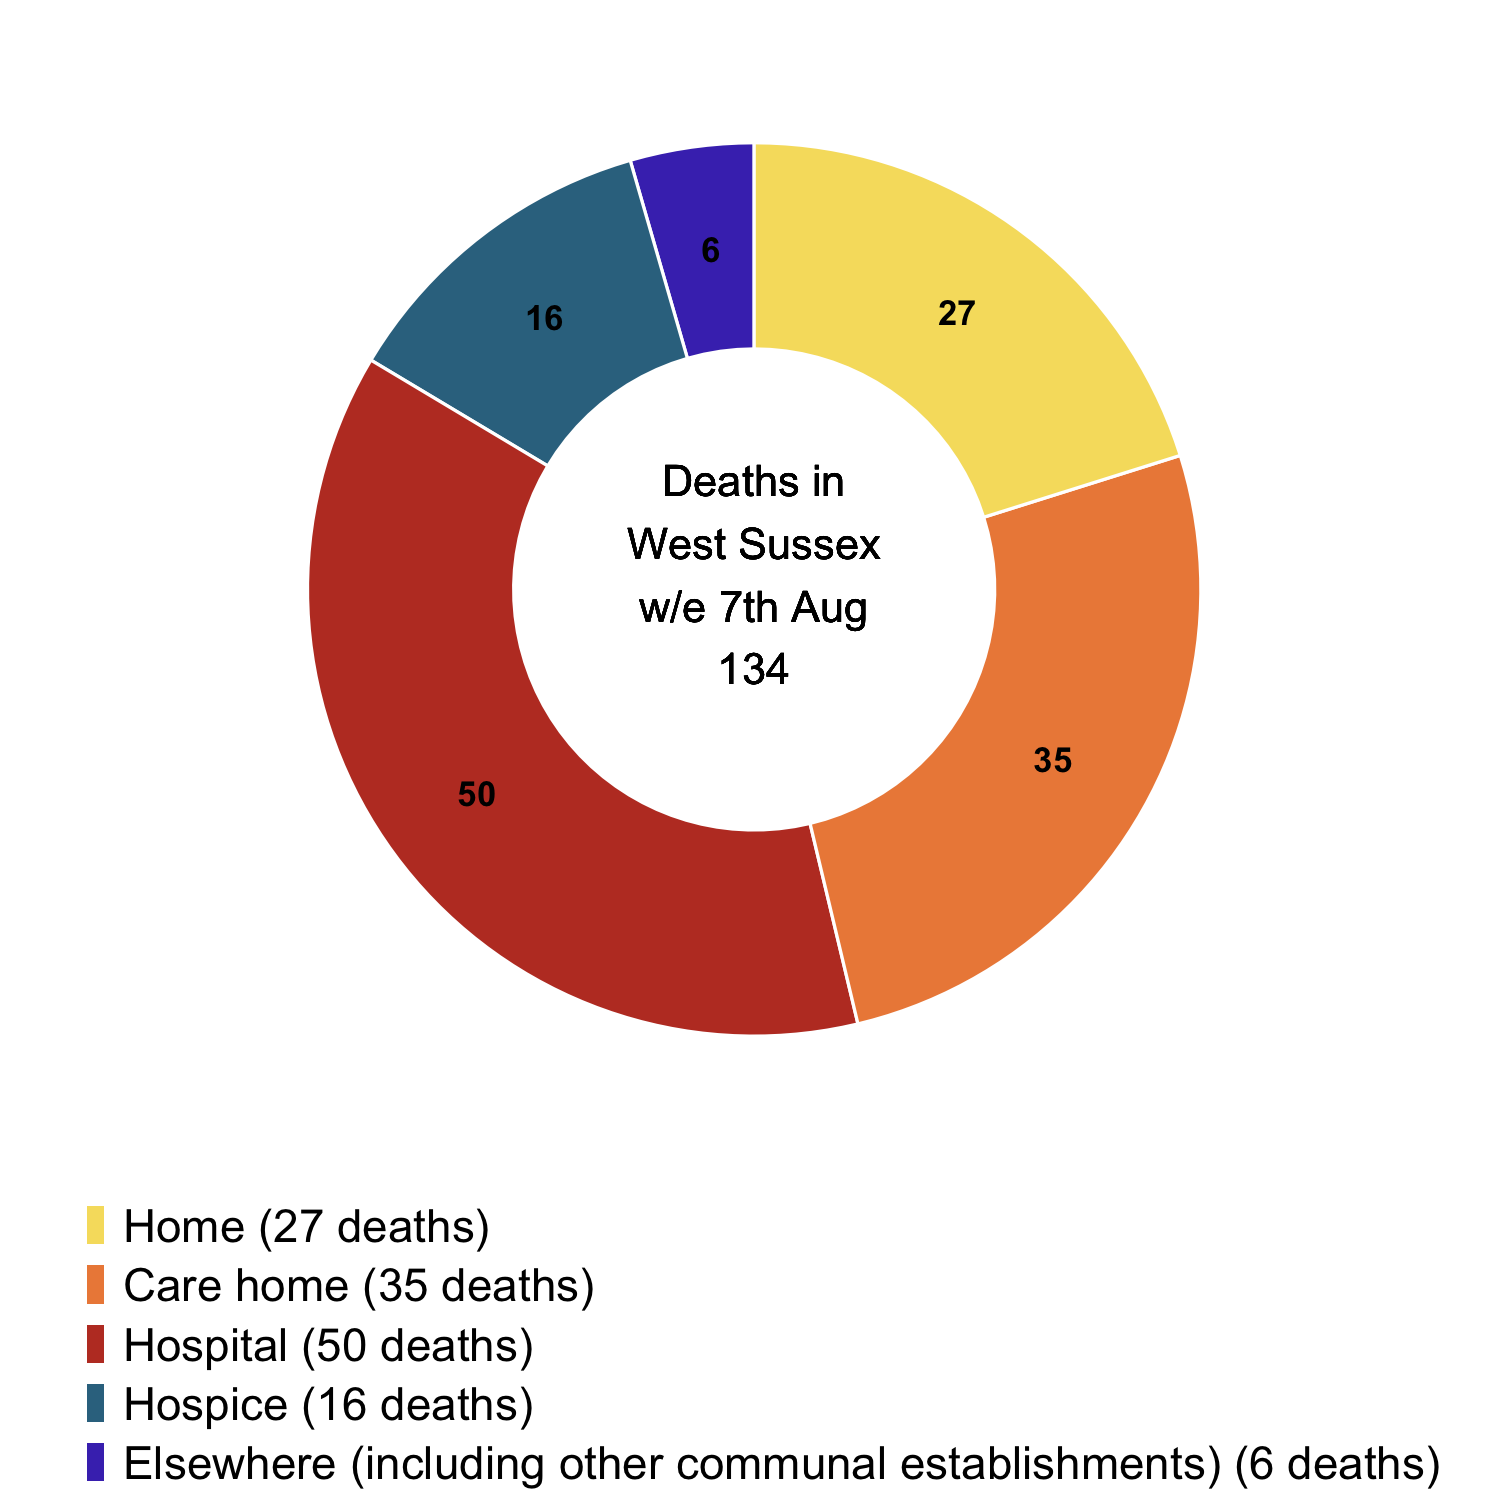 6
27
16
35
50
Deaths in
West Sussex
w/e 7th Aug
134
Home (27 deaths)
Care home (35 deaths)
Hospital (50 deaths)
Hospice (16 deaths)
Elsewhere (including other communal establishments) (6 deaths)